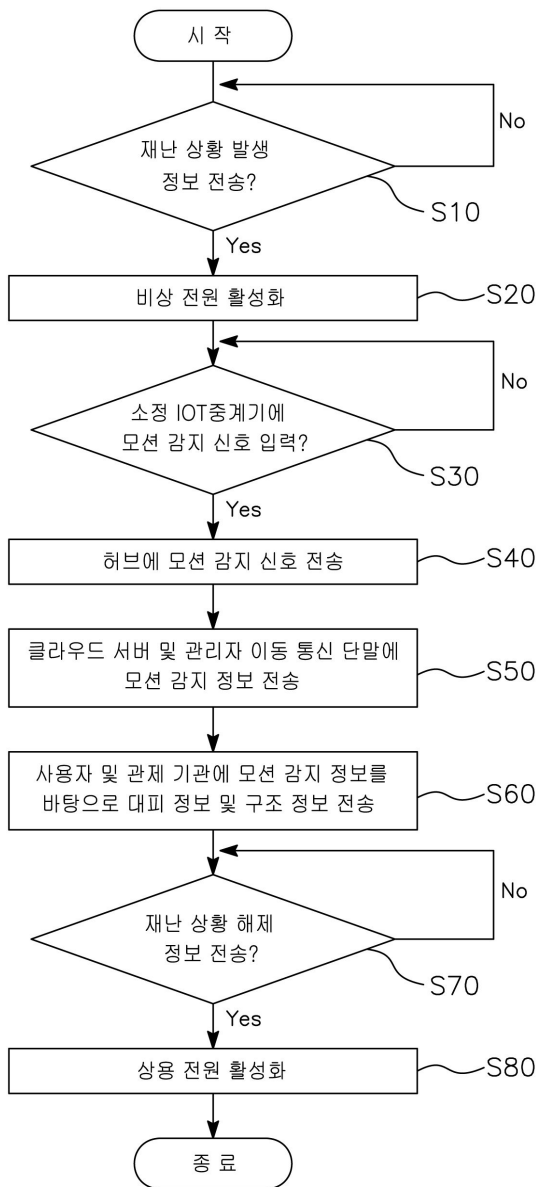 시 작
No
재난 상황 발생
정보 전송?
S10
Yes
비상 전원 활성화
S20
No
소정 IOT중계기에
모션 감지 신호 입력?
S30
Yes
허브에 모션 감지 신호 전송
S40
클라우드 서버 및 관리자 이동 통신 단말에
모션 감지 정보 전송
S50
사용자 및 관제 기관에 모션 감지 정보를
바탕으로 대피 정보 및 구조 정보 전송
S60
No
재난 상황 해제
정보 전송?
S70
Yes
상용 전원 활성화
S80
종 료